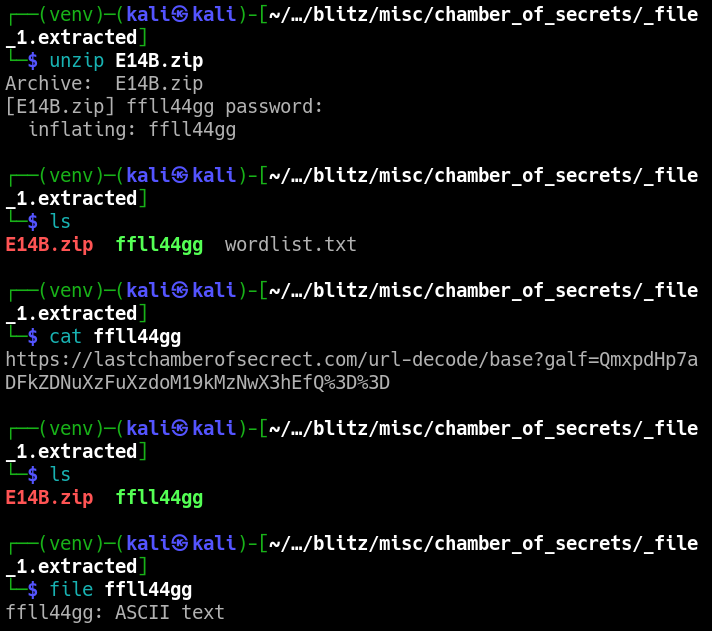 ┌──(venv)─(kali㉿kali)-[~/…/blitz/misc/chamber_of_secrets/_file
_1.extracted]
└─$ unzip E14B.zip
Archive:  E14B.zip
[E14B.zip] ffll44gg password:
  inflating: ffll44gg
┌──(venv)─(kali㉿kali)-[~/…/blitz/misc/chamber_of_secrets/_file
_1.extracted]
└─$ ls
E14B.zip  ffll44gg  wordlist.txt
┌──(venv)─(kali㉿kali)-[~/…/blitz/misc/chamber_of_secrets/_file
_1.extracted]
└─$ cat ffll44gg
https://lastchamberofsecrect.com/url-decode/base?galf=QmxpdHp7a
DFkZDNuXzFuXzdoM19kMzNwX3hEfQ%3D%3D
┌──(venv)─(kali㉿kali)-[~/…/blitz/misc/chamber_of_secrets/_file
_1.extracted]
└─$ ls
E14B.zip  ffll44gg
┌──(venv)─(kali㉿kali)-[~/…/blitz/misc/chamber_of_secrets/_file
_1.extracted]
└─$ file ffll44gg
ffll44gg: ASCII text